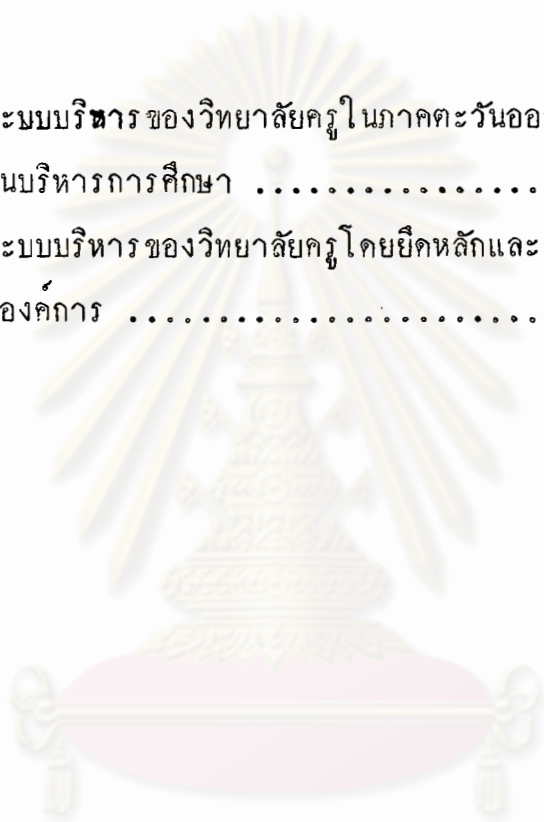 ะบบบริหารของวิทยาลัยครูในภาคตะวันออ
นบริหารการศึกษา .................
ะบบบริหารของวิทยาลัยครูโดยยึดหลักและ
องค์การ ........................